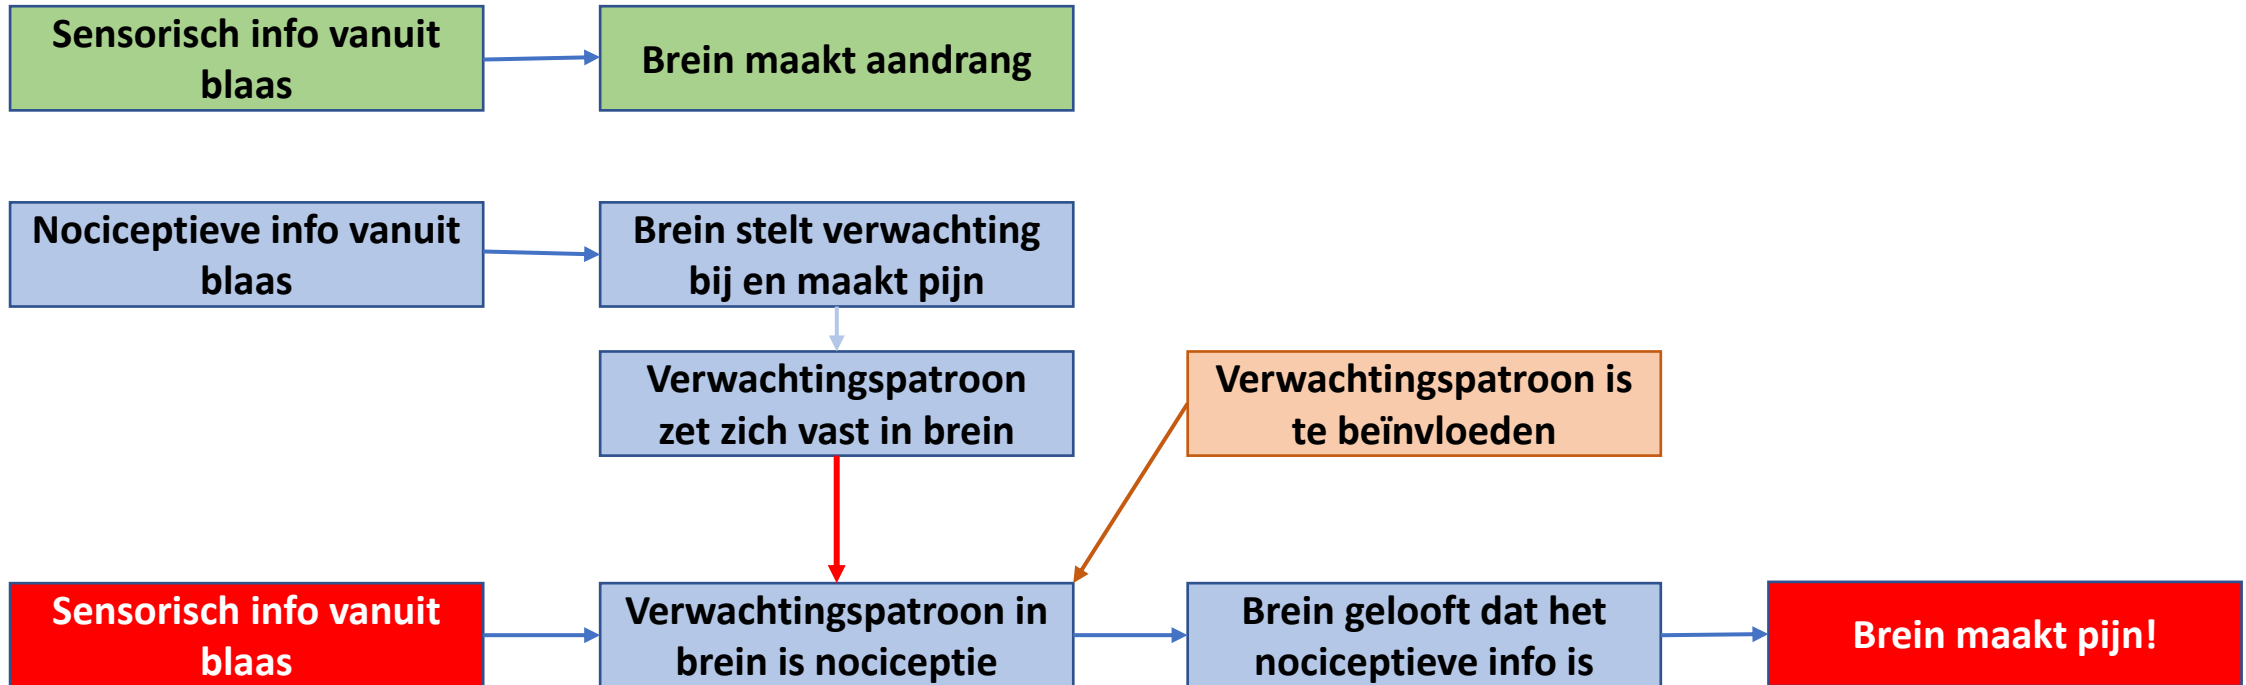 Sensorisch info vanuit
blaas
Brein maakt aandrang
Nociceptieve info vanuit
blaas
Brein stelt verwachting
bij en maakt pijn
Verwachtingspatroon
zet zich vast in brein
Verwachtingspatroon is
te beïnvloeden
Sensorisch info vanuit
blaas
Verwachtingspatroon in
brein is nociceptie
Brein gelooft dat het
nociceptieve info is
Brein maakt pijn!